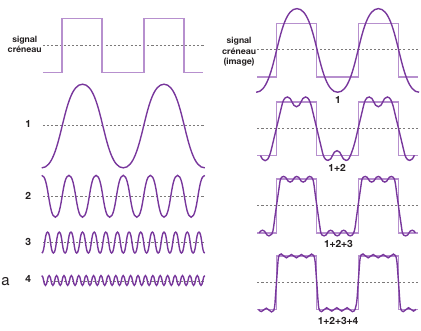 signal
créneau
1
2
3
a
4
signal
créneau
(image)
1
1+2
1+2+3
1+2+3+4